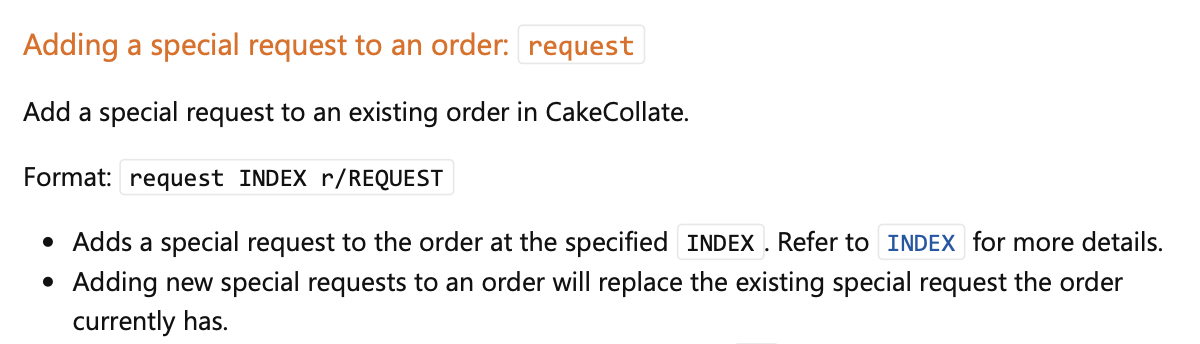 Adding a special request to an order: request
Add a special request to an existing order in CakeCollate.
Format: request INDEX r/REQUEST
• Adds a special request to the order at the specified INDEX. Refer to INDEX for more details.
• Adding new special requests to an order will replace the existing special request the order
currently has.